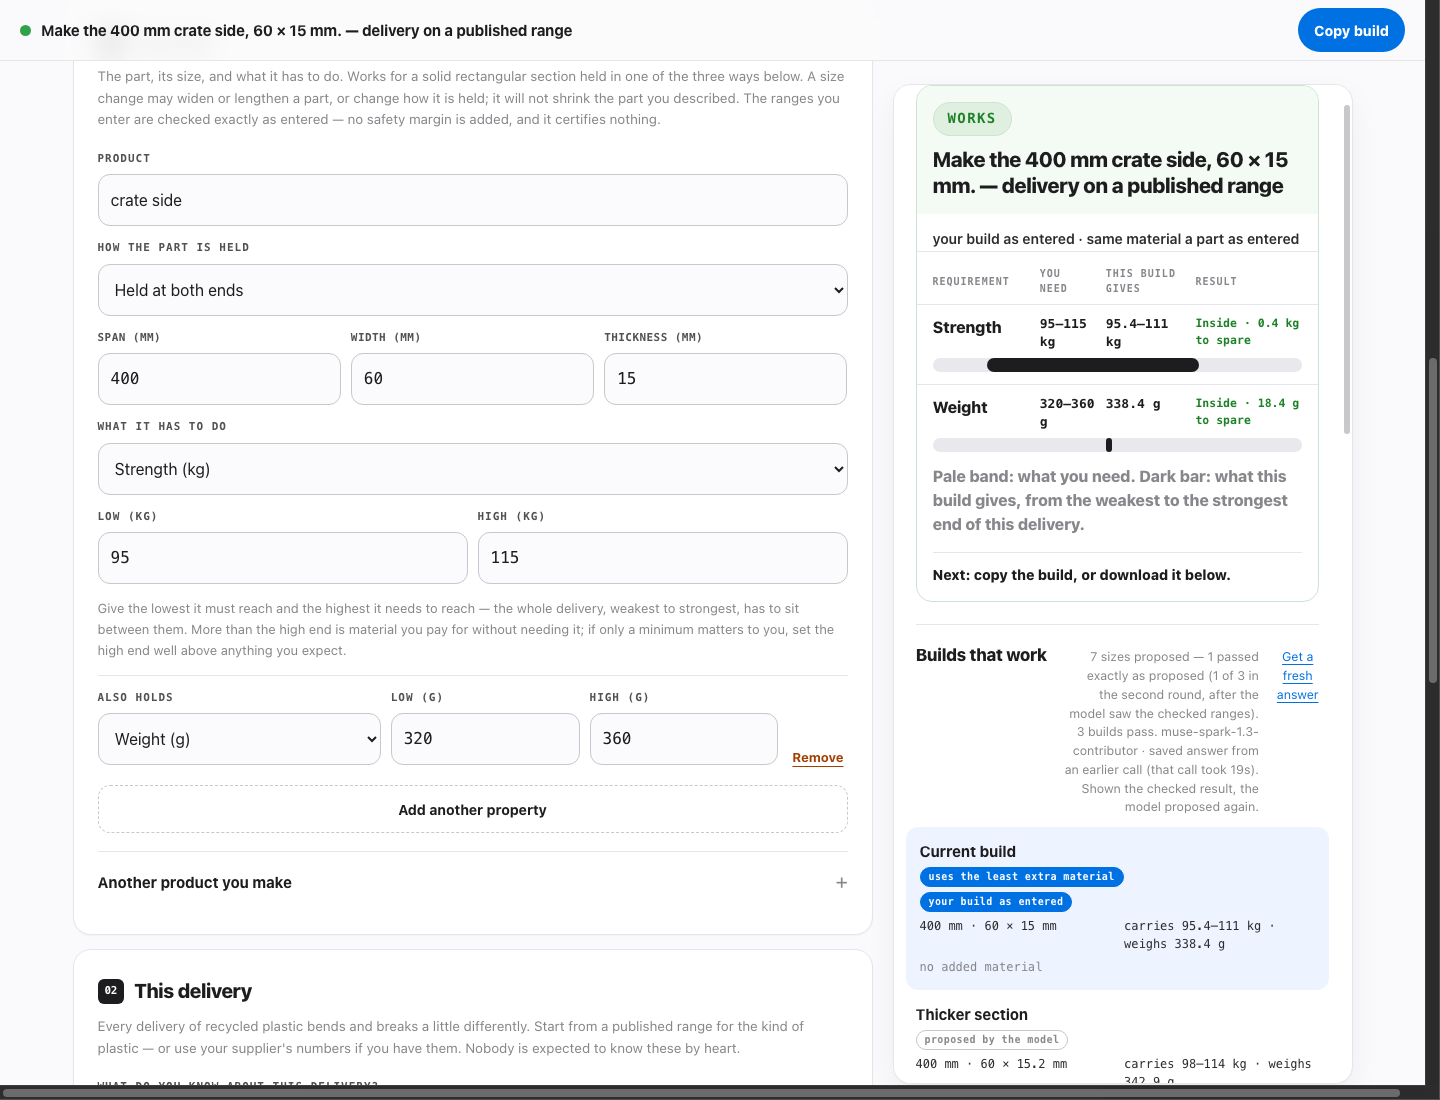 Make the 400 mm crate side, 60 × 15 mm. — delivery on a published range
Copy build
The part, its size, and what it has to do. Works for a solid rectangular section held in one of the three ways below. A size
change may widen or lengthen a part, or change how it is held; it will not shrink the part you described. The ranges you
enter are checked exactly as entered — no safety margin is added, and it certifies nothing.
PRODUCT
crate side
HOW THE PART IS HELD
Held at both ends
SPAN (MM)
WIDTH (MM)
THICKNESS (MM)
400
60
15
WHAT IT HAS TO DO
Strength (kg)
LOW (KG)
HIGH (KG)
95
115
Give the lowest it must reach and the highest it needs to reach — the whole delivery, weakest to strongest, has to sit
between them. More than the high end is material you pay for without needing it; if only a minimum matters to you, set the
high end well above anything you expect.
ALSO HOLDS
LOW (G)
HIGH (G)
Weight (g)
320
360
Remove
Add another property
Another product you make
+
02
This delivery
Every delivery of recycled plastic bends and breaks a little differently. Start from a published range for the kind of
plastic — or use your supplier's numbers if you have them. Nobody is expected to know these by heart.
WHAT DO YOU KNOW ABOUT THIS DELIVERY?
WORKS
Make the 400 mm crate side, 60 × 15
mm. — delivery on a published range
your build as entered · same material a part as entered
REQUIREMENT
YOU
NEED
THIS BUILD
GIVES
RESULT
Strength
95–115
kg
95.4–111
kg
Inside · 0.4 kg
to spare
Weight
320–360
g
338.4 g
Inside · 18.4 g
to spare
Pale band: what you need. Dark bar: what this
build gives, from the weakest to the strongest
end of this delivery.
Next: copy the build, or download it below.
Builds that work
7 sizes proposed — 1 passed
exactly as proposed (1 of 3 in
the second round, after the
model saw the checked ranges).
3 builds pass. muse-spark-1.3-
contributor · saved answer from
an earlier call (that call took 19s).
Shown the checked result, the
model proposed again.
Get a
fresh
answer
Current build
uses the least extra material
your build as entered
400 mm · 60 × 15 mm
carries 95.4–111 kg ·
weighs 338.4 g
no added material
Thicker section
proposed by the model
400 mm · 60 × 15.2 mm
carries 98–114 kg · weighs
342.9 g